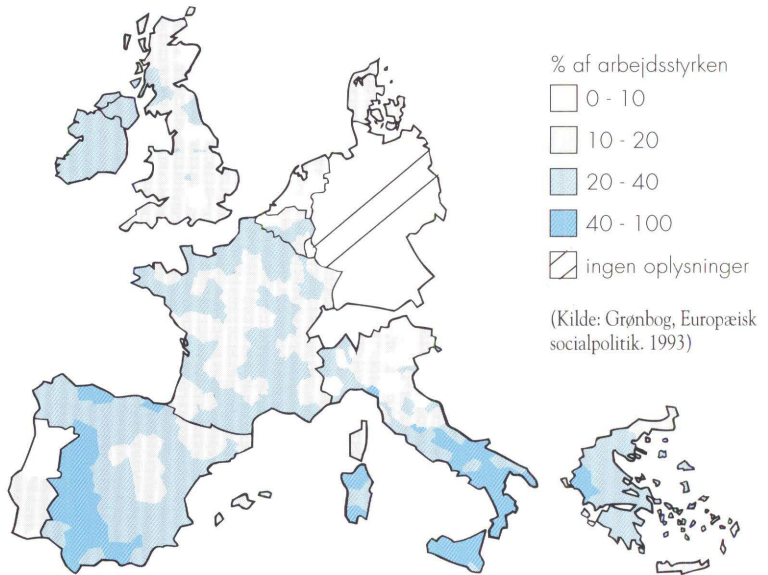 % af arbejdsstyrken
0 - 10
10 - 20
20 - 40
40 - 100
ingen oplysninger
(Kilde: Grønbog, Europæisk
socialpolitik. 1993)